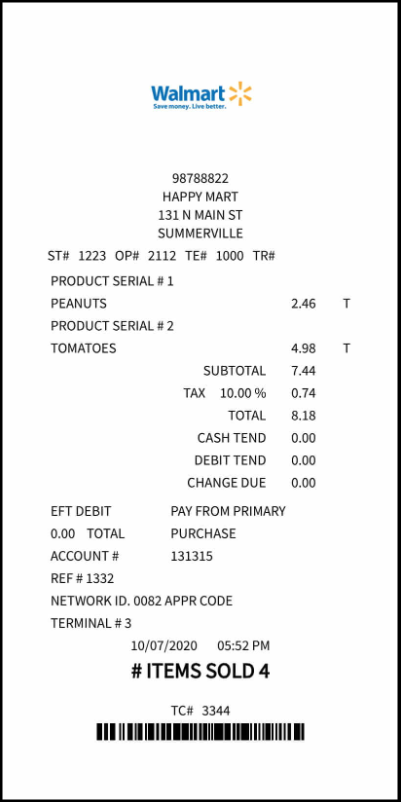 Walmart
Save money. Live better.
98788822
HAPPY MART
131 N MAIN ST
SUMMERVILLE
ST# 1223 OP# 2112 TE# 1000 TR#
PRODUCT SERIAL # 1
PEANUTS 2.46 T
PRODUCT SERIAL # 2
TOMATOES 4.98 T
SUBTOTAL 7.44
TAX 10.00 % 0.74
TOTAL 8.18
CASH TEND 0.00
DEBIT TEND 0.00
CHANGE DUE 0.00
EFT DEBIT PAY FROM PRIMARY
0.00 TOTAL PURCHASE
ACCOUNT # 131315
REF # 1332
NETWORK ID. 0082 APPR CODE
TERMINAL # 3
10/07/2020 05:52 PM
# ITEMS SOLD 4
TC# 3344